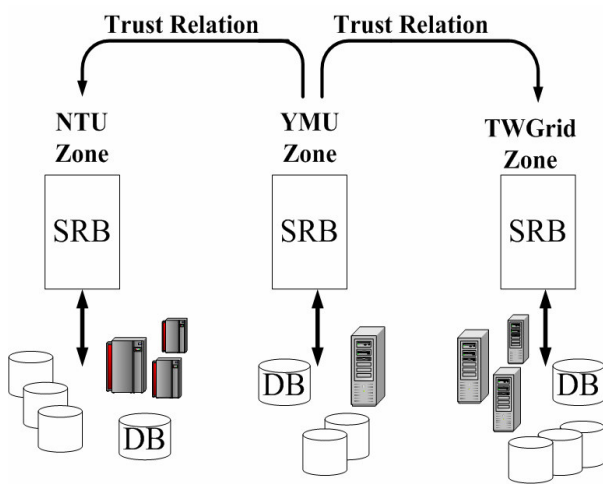 Trust Relation
Trust Relation
NTU
Zone
YMU
Zone
TWGrid
Zone
SRB
SRB
SRB
DB
DB
DB